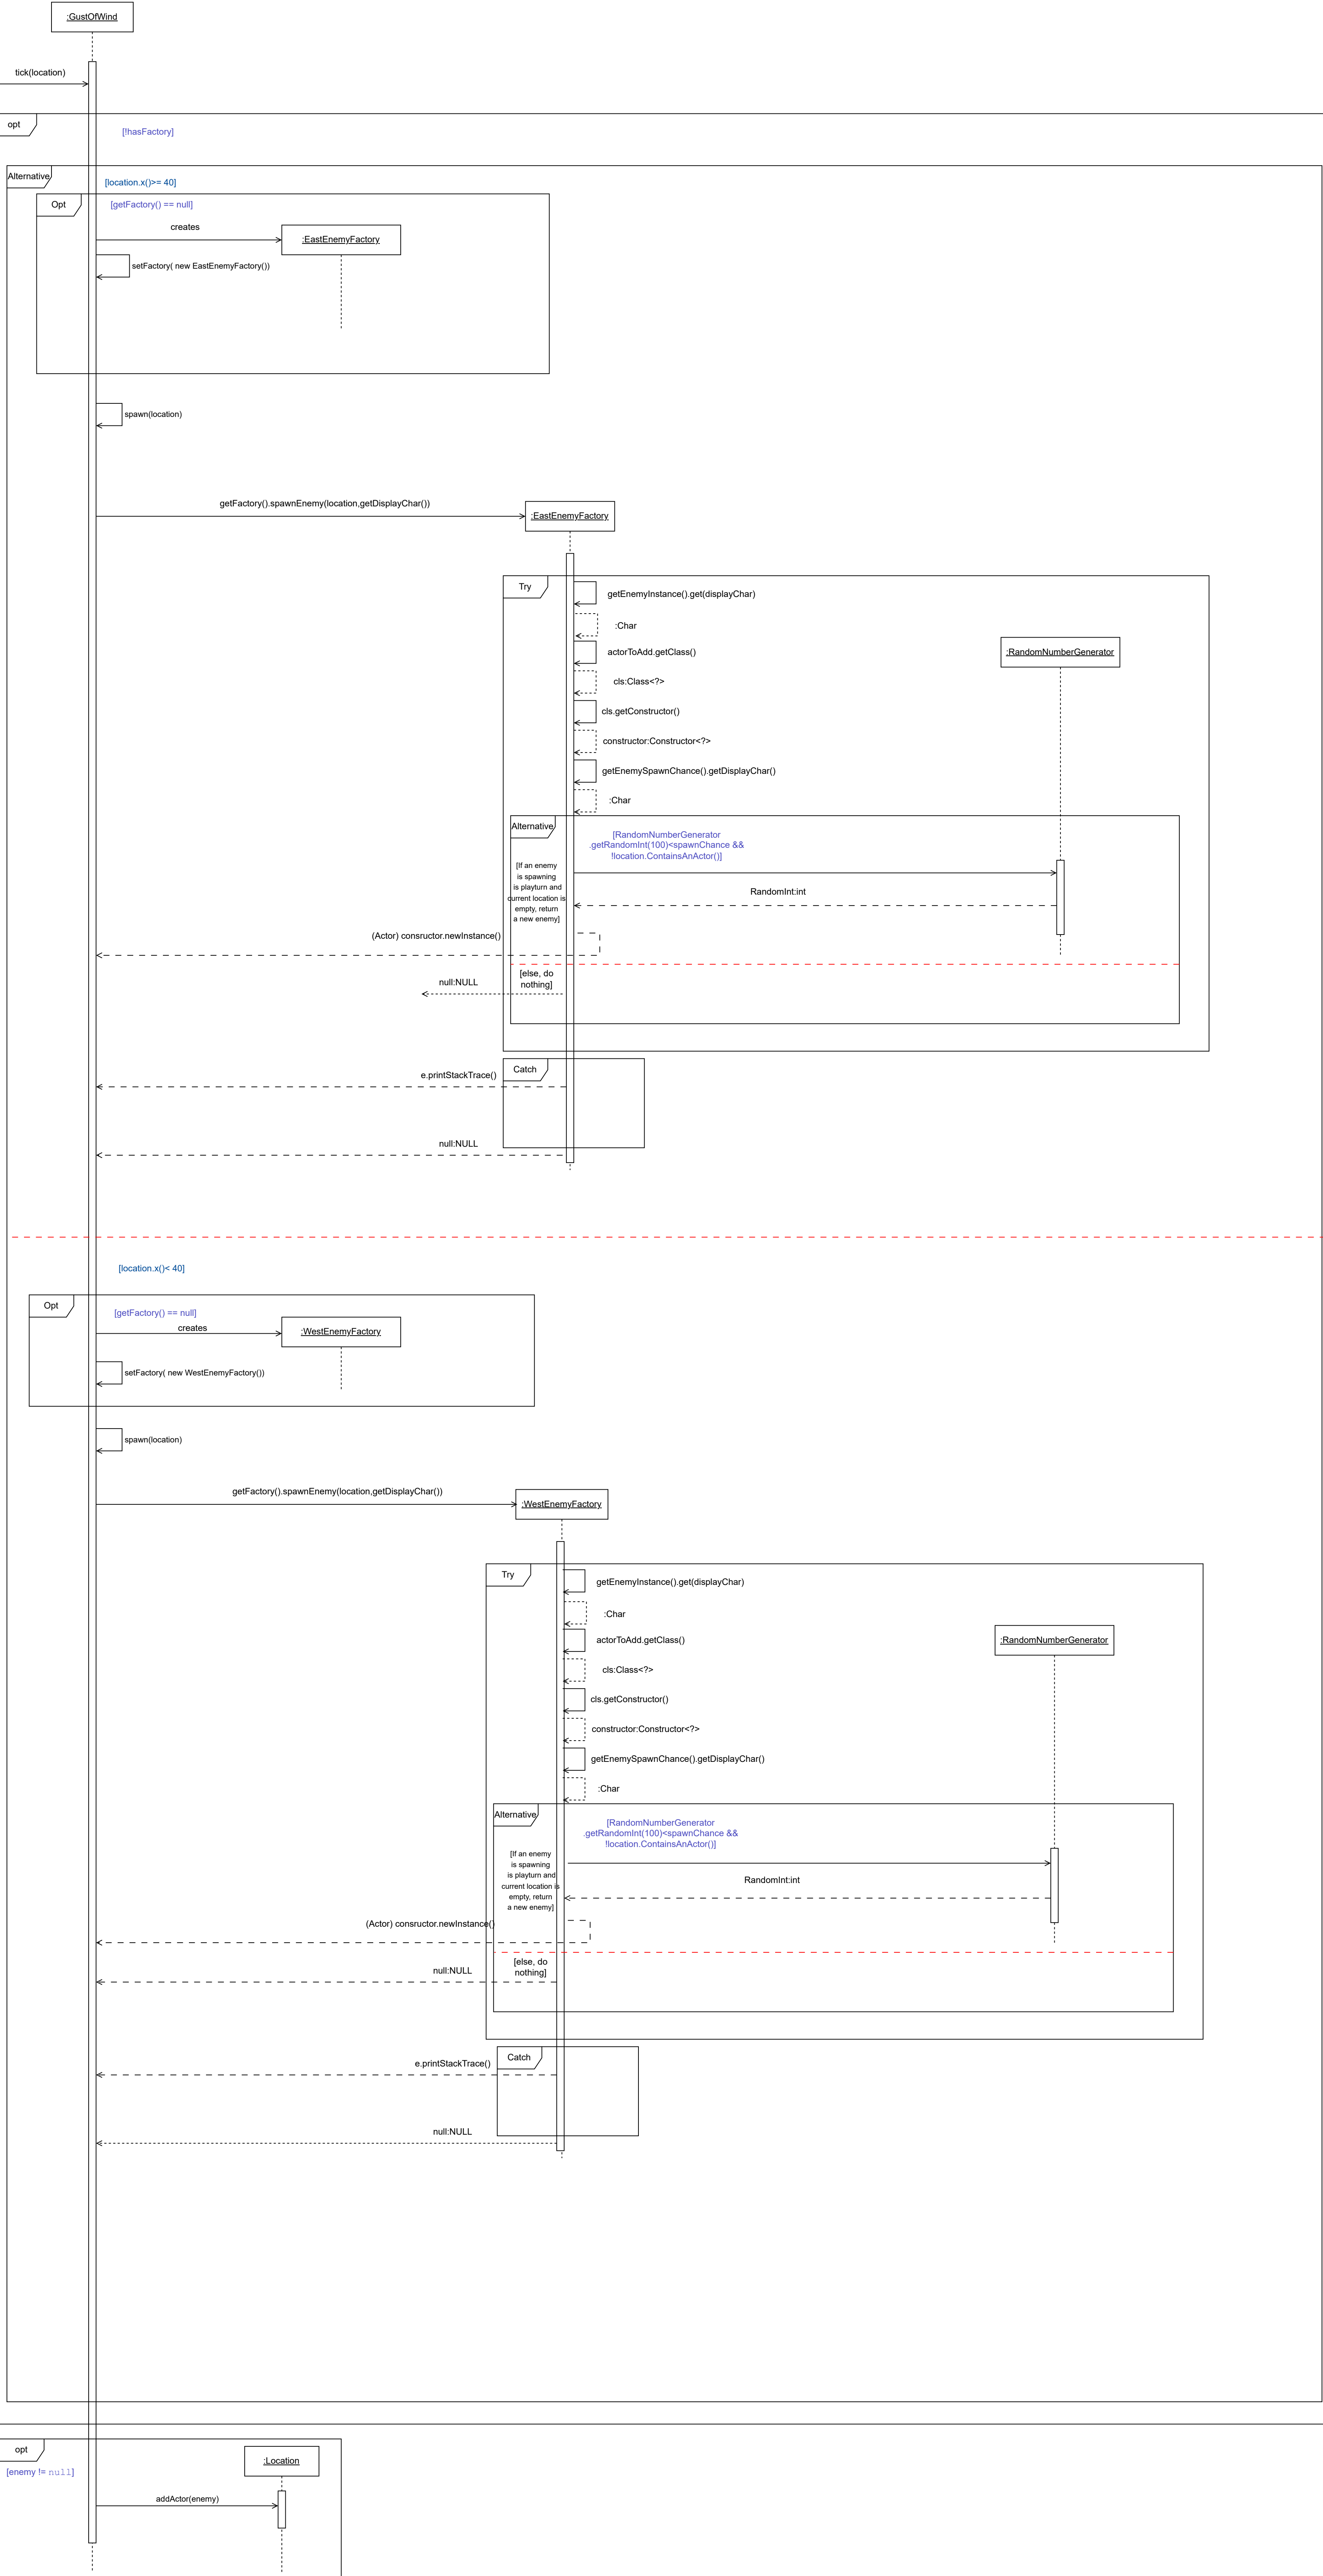 :GustOfWind
tick(location)
opt
[!hasFactory]
Alternative
[location.x()>= 40]
Opt
[getFactory() == null]
creates
:EastEnemyFactory
setFactory( new EastEnemyFactory())
spawn(location)
getFactory().spawnEnemy(location,getDisplayChar())
:EastEnemyFactory
Try
getEnemyInstance().get(displayChar)
:Char
actorToAdd.getClass()
:RandomNumberGenerator
cls:Class<?>
cls.getConstructor()
constructor:Constructor<?>
getEnemySpawnChance().getDisplayChar()
:Char
Alternative
[RandomNumberGenerator
.getRandomInt(100)<spawnChance &&
!location.ContainsAnActor()]
[If an enemy
is spawning
is playturn and
current location is
empty, return
a new enemy]
RandomInt:int
(Actor) consructor.newInstance()
[else, do
nothing]
null:NULL
Catch
e.printStackTrace()
null:NULL
[location.x()< 40]
Opt
[getFactory() == null]
creates
:WestEnemyFactory
setFactory( new WestEnemyFactory())
spawn(location)
getFactory().spawnEnemy(location,getDisplayChar())
:WestEnemyFactory
Try
getEnemyInstance().get(displayChar)
:Char
actorToAdd.getClass()
:RandomNumberGenerator
cls:Class<?>
cls.getConstructor()
constructor:Constructor<?>
getEnemySpawnChance().getDisplayChar()
:Char
Alternative
[RandomNumberGenerator
.getRandomInt(100)<spawnChance &&
!location.ContainsAnActor()]
[If an enemy
is spawning
is playturn and
current location is
empty, return
a new enemy]
RandomInt:int
(Actor) consructor.newInstance()
[else, do
nothing]
null:NULL
Catch
e.printStackTrace()
null:NULL
opt
:Location
[enemy != null]
addActor(enemy)